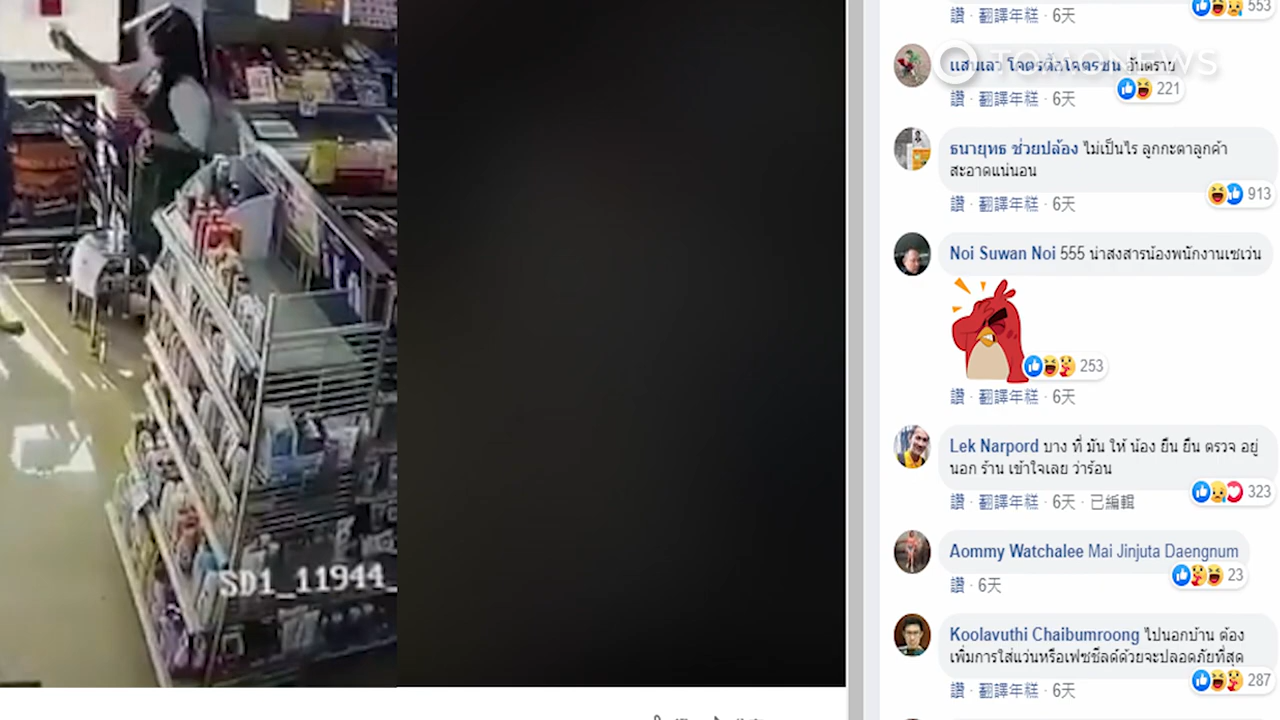 553
讚 · 翻譯年糕 · 6天
TOMONEWS
แสบเลว โคตรตั้งโคตรชน อันตราย
221
讚 · 翻譯年糕 · 6天
ธนายุทธ ช่วยปล้อง ไม่เป็นไร ลูกกะตาลูกค้า
สะอาดแน่นอน
913
讚 · 翻譯年糕 · 6天
Noi Suwan Noi 555 น่าสงสารน้องพนักงานเซเว่น
253
讚 · 翻譯年糕 · 6天
Lek Narpord บาง ที่ มัน ให้ น้อง ยืน ยืน ตรวจ อยู่
นอก ร้าน เข้าใจเลย ว่าร้อน
323
讚 · 翻譯年糕 · 6天 · 已編輯
Aommy Watchalee Mai Jinjuta Daengnum
23
讚 · 6天
SD1_11944_
Koolavuthi Chaibumroong ไปนอกบ้าน ต้อง
เพิ่มการใส่แว่นหรือเฟซชิลด์ด้วยจะปลอดภัยที่สุด
287
讚 · 翻譯年糕 · 6天